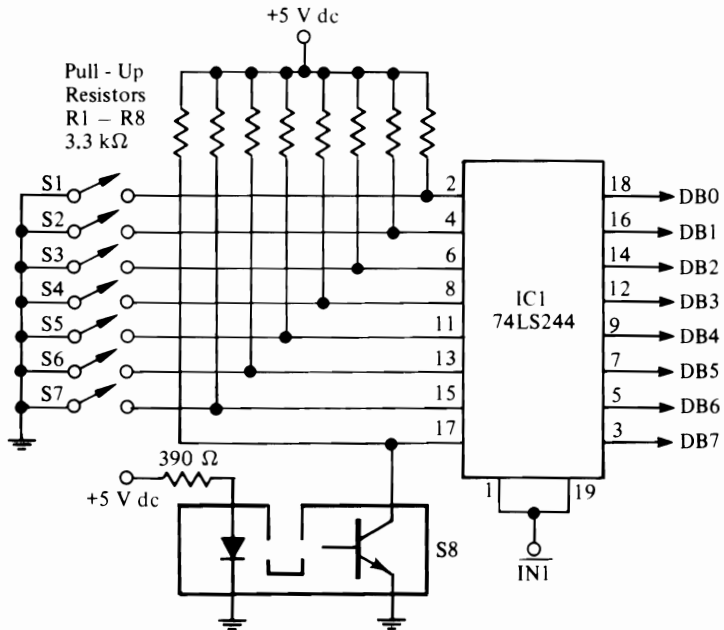 +5 V dc
Pull - Up
Resistors
R1 – R8
3.3 kΩ
S1
2
18
DB0
S2
4
16
DB1
S3
6
14
DB2
S4
8
12
DB3
IC1
74LS244
S5
11
9
DB4
S6
13
7
DB5
S7
15
5
DB6
17
3
DB7
390 Ω
+5 V dc
1
19
S8
IN1